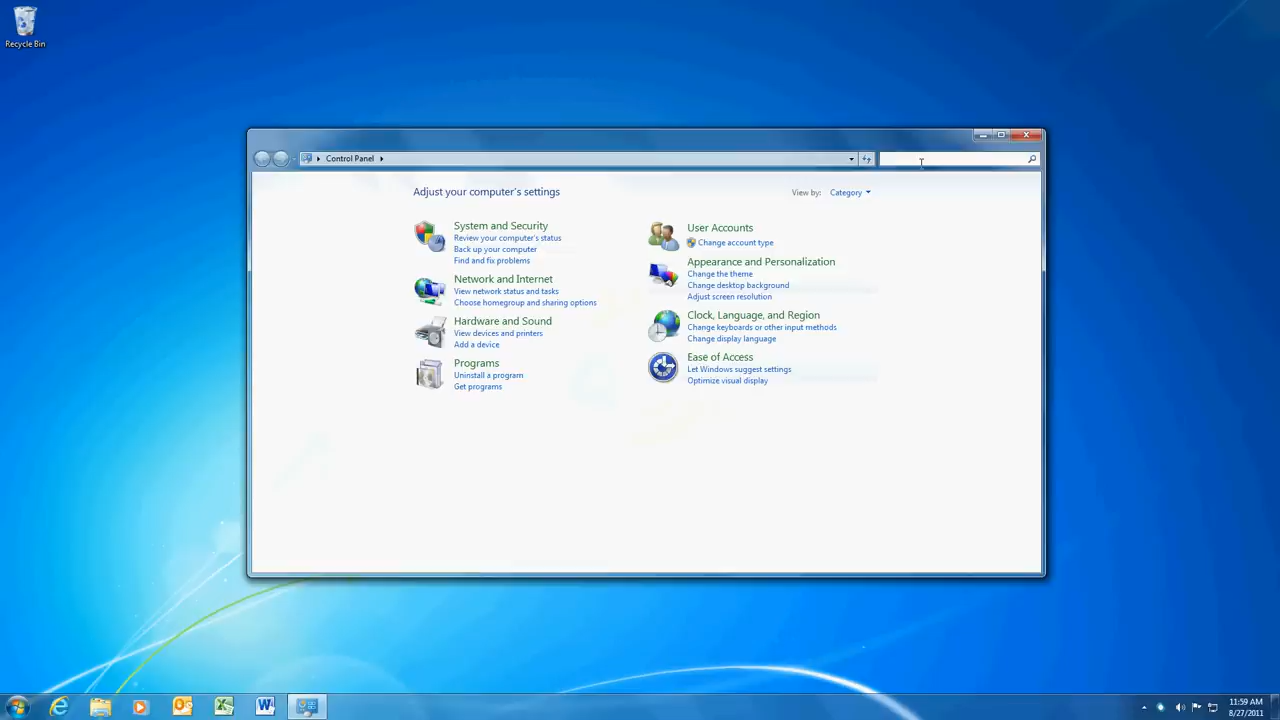 Recycle Bin
Control Panel
Adjust your computer's settings
View by: Category
System and Security
Review your computer's status
Back up your computer
Find and fix problems
Network and Internet
View network status and tasks
Choose homegroup and sharing options
Hardware and Sound
View devices and printers
Add a device
Programs
Uninstall a program
Get programs
User Accounts
Change account type
Appearance and Personalization
Change the theme
Change desktop background
Adjust screen resolution
Clock, Language, and Region
Change keyboards or other input methods
Change display language
Ease of Access
Let Windows suggest settings
Optimize visual display
11:59 AM
8/27/2011